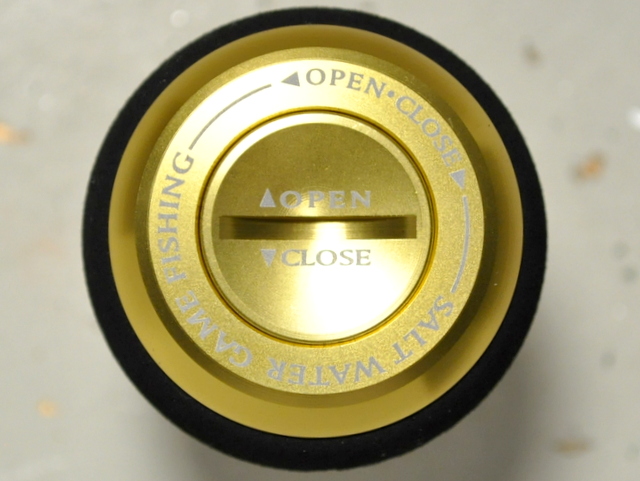 ◀OPEN•CLOSE▶
SALT WATER GAME FISHING
▲OPEN
▼CLOSE